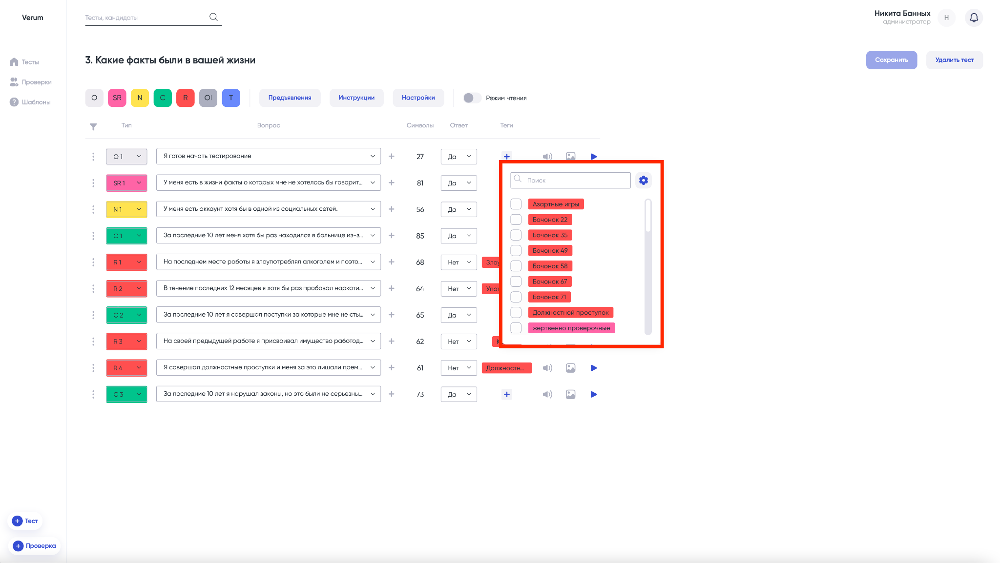 Verum
Тесты, кандидаты
Никита Банных
администратор
Н
Тесты
Проверки
Шаблоны
3. Какие факты были в вашей жизни
Сохранить
Удалить тест
O SR N C R OI T
Предъявления
Инструкции
Настройки
Режим чтения
Тип Вопрос Символы Ответ Теги
O 1 Я готов начать тестирование 27 Да
SR 1 У меня есть в жизни факты о которых мне не хотелось бы говорит... 81 Да
N 1 У меня есть аккаунт хотя бы в одной из социальных сетей. 56 Да
C 1 За последние 10 лет меня хотя бы раз находился в больнице из-з... 85 Да
R 1 На последнем месте работы я злоупотреблял алкоголем и поэто... 68 Нет Злоу
R 2 В течение последних 12 месяцев я хотя бы раз пробовал наркоти... 64 Нет Упот
C 2 За последние 10 лет я совершал поступки за которые мне не сты... 65 Да
R 3 На своей предыдущей работе я присваивал имущество работод... 62 Нет
R 4 Я совершал должностные проступки и меня за это лишали прем... 61 Нет Должностн...
C 3 За последние 10 лет я нарушал законы, но это были не серьезны... 73 Да
Поиск
Азартные игры
Бочонок 22
Бочонок 35
Бочонок 49
Бочонок 58
Бочонок 67
Бочонок 71
Должностной проступок
жертвенно проверочные
Тест
Проверка